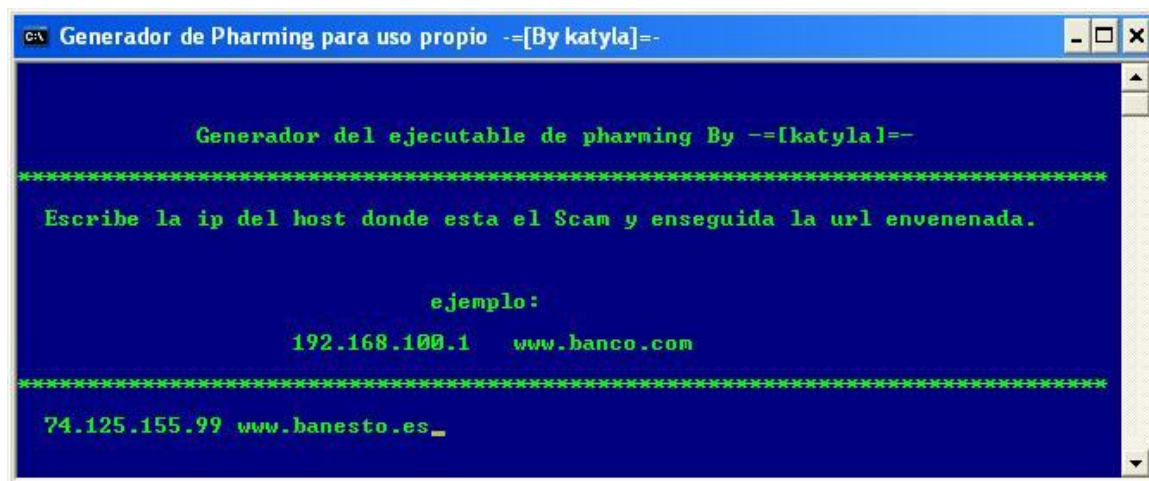 Generador de Pharming para uso propio -=[By katyla]=-
Generador del ejecutable de pharming By -=[katyla]=-
*******************************************************************************
Escribe la ip del host donde esta el Scam y enseguida la url envenenada.
ejemplo:
192.168.100.1 www.banco.com
*******************************************************************************
74.125.155.99 www.banesto.es_